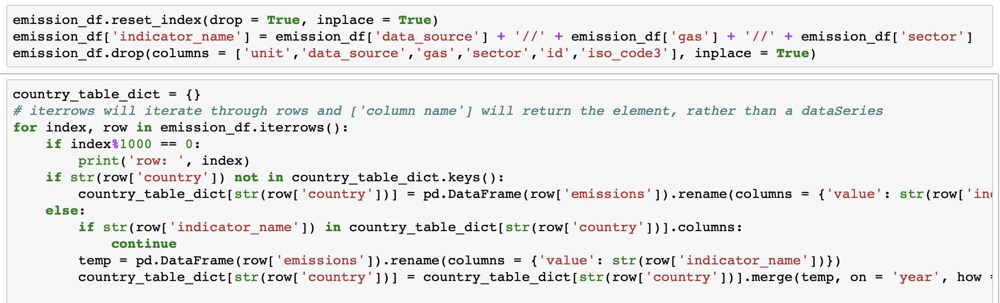 emission_df.reset_index(drop = True, inplace = True)
emission_df['indicator_name'] = emission_df['data_source'] + '//' + emission_df['gas'] + '//' + emission_df['sector']
emission_df.drop(columns = ['unit','data_source','gas','sector','id','iso_code3'], inplace = True)
country_table_dict = {}
# iterrows will iterate through rows and ['column name'] will return the element, rather than a dataSeries
for index, row in emission_df.iterrows():
    if index%1000 == 0:
        print('row: ', index)
    if str(row['country']) not in country_table_dict.keys():
        country_table_dict[str(row['country'])] = pd.DataFrame(row['emissions']).rename(columns = {'value': str(row['in
    else:
        if str(row['indicator_name']) in country_table_dict[str(row['country'])].columns:
            continue
        temp = pd.DataFrame(row['emissions']).rename(columns = {'value': str(row['indicator_name'])})
        country_table_dict[str(row['country'])] = country_table_dict[str(row['country'])].merge(temp, on = 'year', how